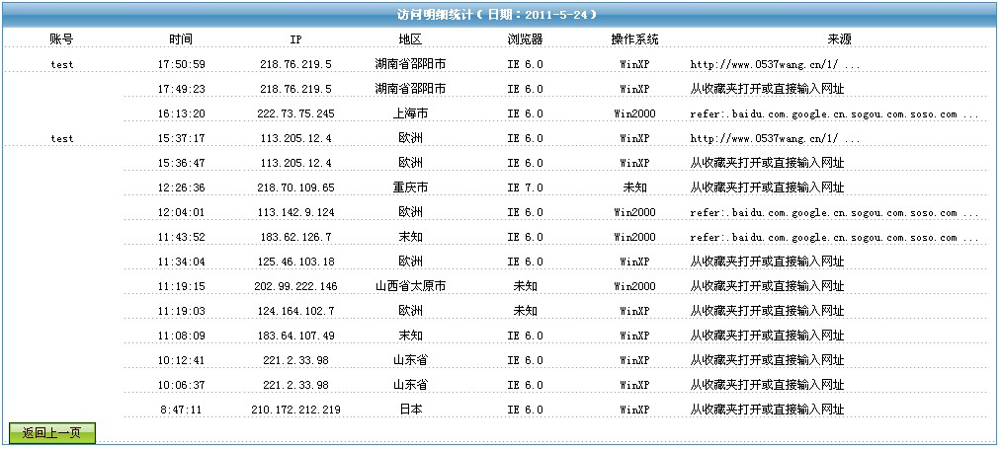 访问明细统计（日期：2011-5-24）
账号 时间 IP 地区 浏览器 操作系统 来源
test 17:50:59 218.76.219.5 湖南省邵阳市 IE 6.0 WinXP http://www.0537wang.cn/1/ ...
17:49:23 218.76.219.5 湖南省邵阳市 IE 6.0 WinXP 从收藏夹打开或直接输入网址
16:13:20 222.73.75.245 上海市 IE 6.0 Win2000 refer:.baidu.com.google.cn.sogou.com.soso.com ...
test 15:37:17 113.205.12.4 欧洲 IE 6.0 WinXP http://www.0537wang.cn/1/ ...
15:36:47 113.205.12.4 欧洲 IE 6.0 WinXP 从收藏夹打开或直接输入网址
12:26:36 218.70.109.65 重庆市 IE 7.0 未知 从收藏夹打开或直接输入网址
12:04:01 113.142.9.124 欧洲 IE 6.0 Win2000 refer:.baidu.com.google.cn.sogou.com.soso.com ...
11:43:52 183.62.126.7 未知 IE 6.0 Win2000 refer:.baidu.com.google.cn.sogou.com.soso.com ...
11:34:04 125.46.103.18 欧洲 IE 6.0 WinXP 从收藏夹打开或直接输入网址
11:19:15 202.99.222.146 山西省太原市 未知 Win2000 从收藏夹打开或直接输入网址
11:19:03 124.164.102.7 欧洲 未知 WinXP 从收藏夹打开或直接输入网址
11:08:09 183.64.107.49 未知 IE 6.0 WinXP 从收藏夹打开或直接输入网址
10:12:41 221.2.33.98 山东省 IE 6.0 WinXP 从收藏夹打开或直接输入网址
10:06:37 221.2.33.98 山东省 IE 6.0 WinXP 从收藏夹打开或直接输入网址
8:47:11 210.172.212.219 日本 IE 6.0 WinXP 从收藏夹打开或直接输入网址
返回上一页